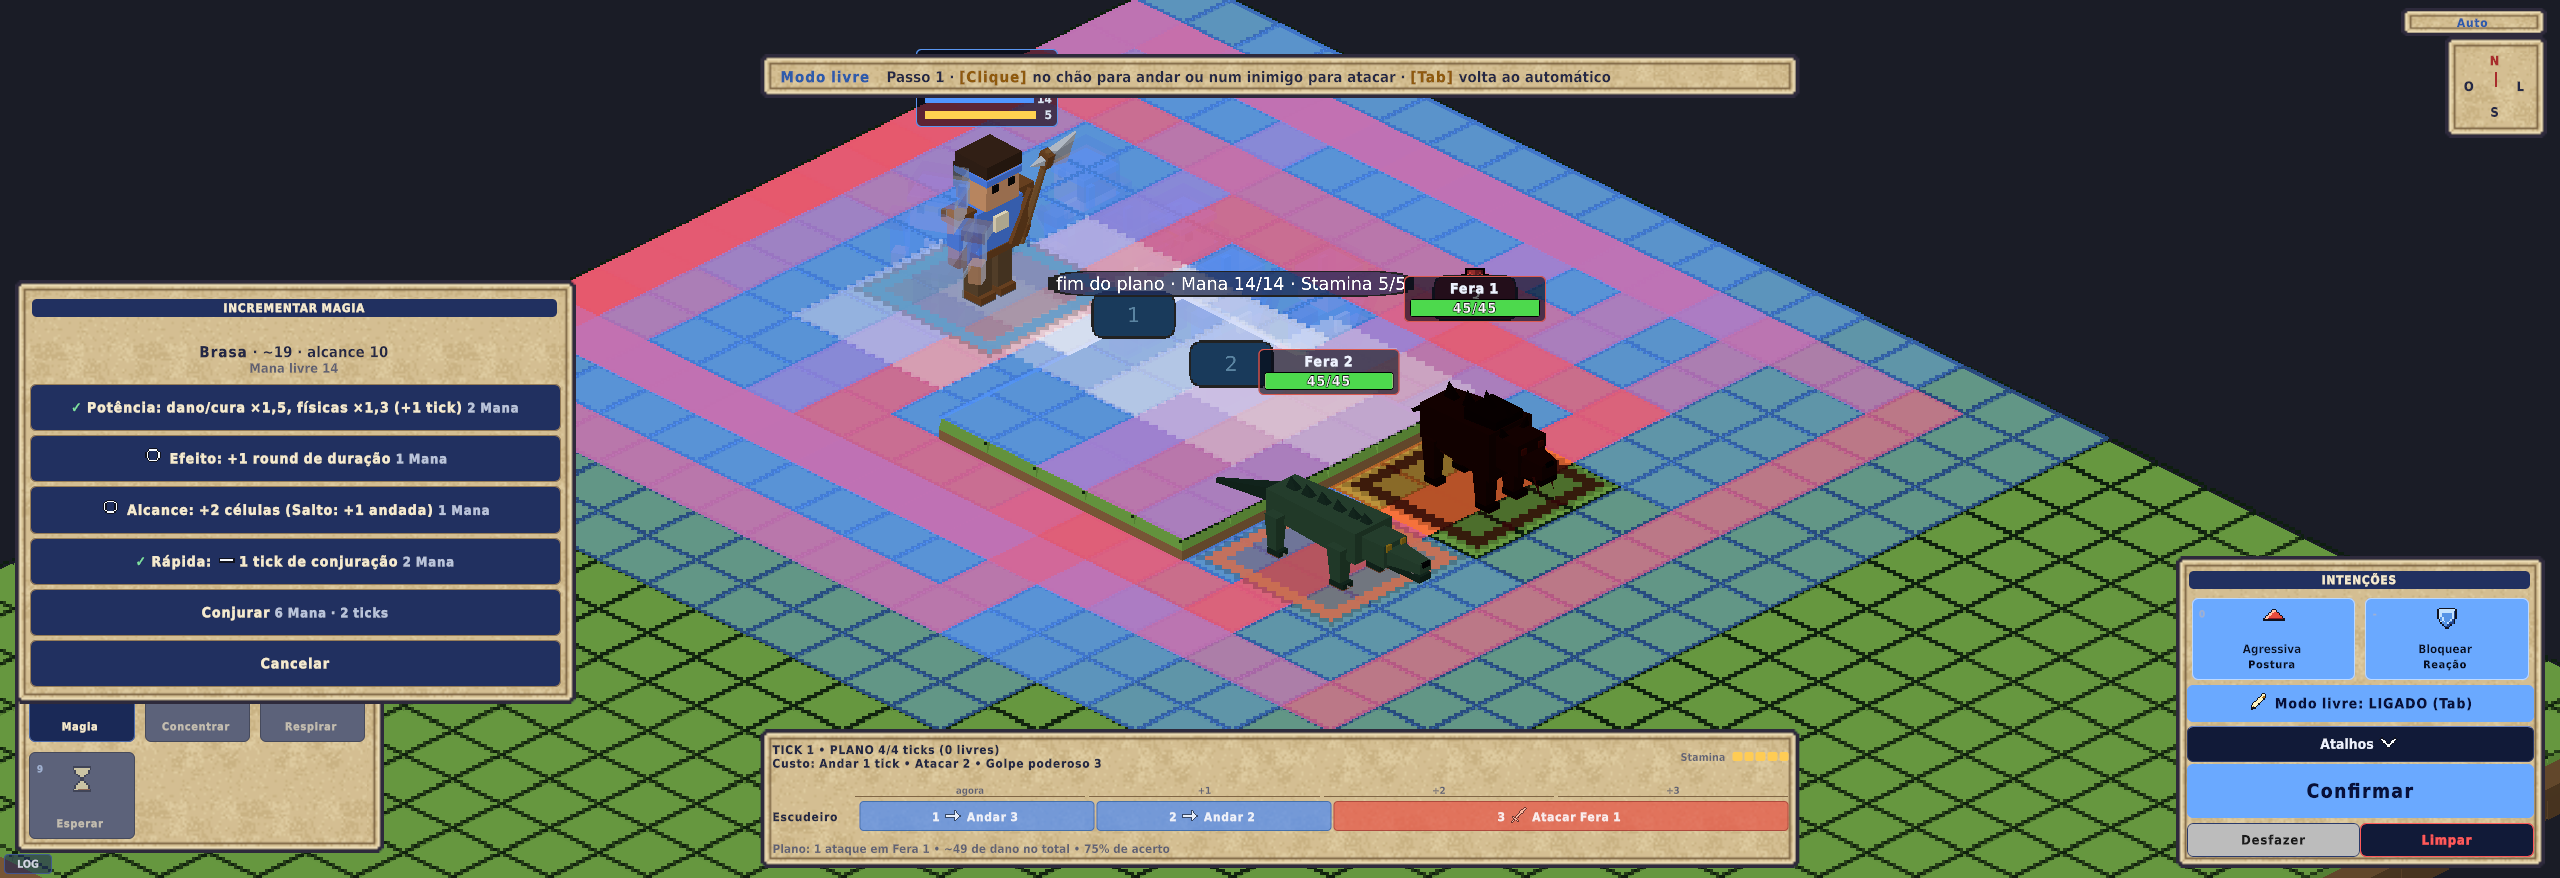 Auto
Modo livre Passo 1 · [Clique] no chão para andar ou num inimigo para atacar · [Tab] volta ao automático
N
O L
S
14
5
fim do plano · Mana 14/14 · Stamina 5/5
Fera 1
45/45
1
Fera 2
45/45
2
INCREMENTAR MAGIA
Brasa · ~19 · alcance 10
Mana livre 14
✓ Potência: dano/cura ×1,5, físicas ×1,3 (+1 tick) 2 Mana
Efeito: +1 round de duração 1 Mana
Alcance: +2 células (Salto: +1 andada) 1 Mana
✓ Rápida: −1 tick de conjuração 2 Mana
Conjurar 6 Mana · 2 ticks
Cancelar
Magia
Concentrar
Respirar
9
Esperar
LOG
TICK 1 • PLANO 4/4 ticks (0 livres)
Custo: Andar 1 tick • Atacar 2 • Golpe poderoso 3
Stamina
agora +1 +2 +3
Escudeiro 1 → Andar 3 2 → Andar 2 3 Atacar Fera 1
Plano: 1 ataque em Fera 1 • ~49 de dano no total • 75% de acerto
INTENÇÕES
Agressiva
Postura
Bloquear
Reação
Modo livre: LIGADO (Tab)
Atalhos
Confirmar
Desfazer
Limpar